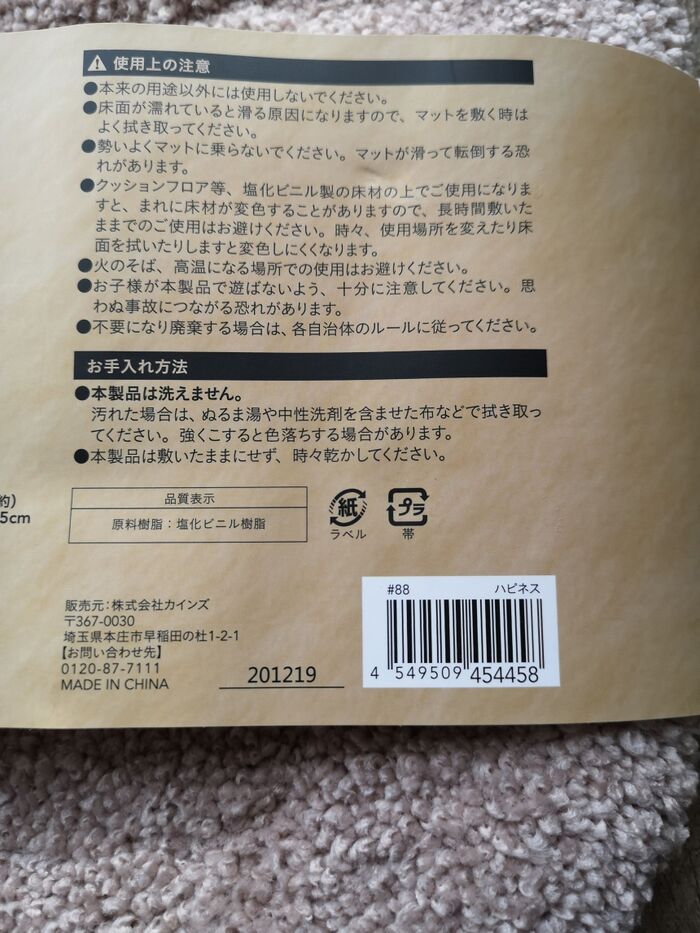 使用上の注意
●本来の用途以外には使用しないでください。
●床面が濡れていると滑る原因になりますので、マットを敷く時は
よく拭き取ってください。
●勢いよくマットに乗らないでください。マットが滑って転倒する恐
れがあります。
●クッションフロア等、塩化ビニル製の床材の上でご使用になりま
すと、まれに床材が変色することがありますので、長時間敷いた
ままでのご使用はお避けください。時々、使用場所を変えたり床
面を拭いたりしますと変色しにくくなります。
●火のそば、高温になる場所での使用はお避けください。
●お子様が本製品で遊ばないよう、十分に注意してください。思
わぬ事故につながる恐れがあります。
●不要になり廃棄する場合は、各自治体のルールに従ってください。
お手入れ方法
●本製品は洗えません。
汚れた場合は、ぬるま湯や中性洗剤を含ませた布などで拭き取っ
てください。強くこすると色落ちする場合があります。
●本製品は敷いたままにせず、時々乾かしてください。
約)
5cm
品質表示
原料樹脂：塩化ビニル樹脂
紙
ラベル
プラ
帯
販売元：株式会社カインズ
〒367-0030
埼玉県本庄市早稲田の杜1-2-1
【お問い合わせ先】
0120-87-7111
MADE IN CHINA
201219
#88 ハピネス
4 549509 454458